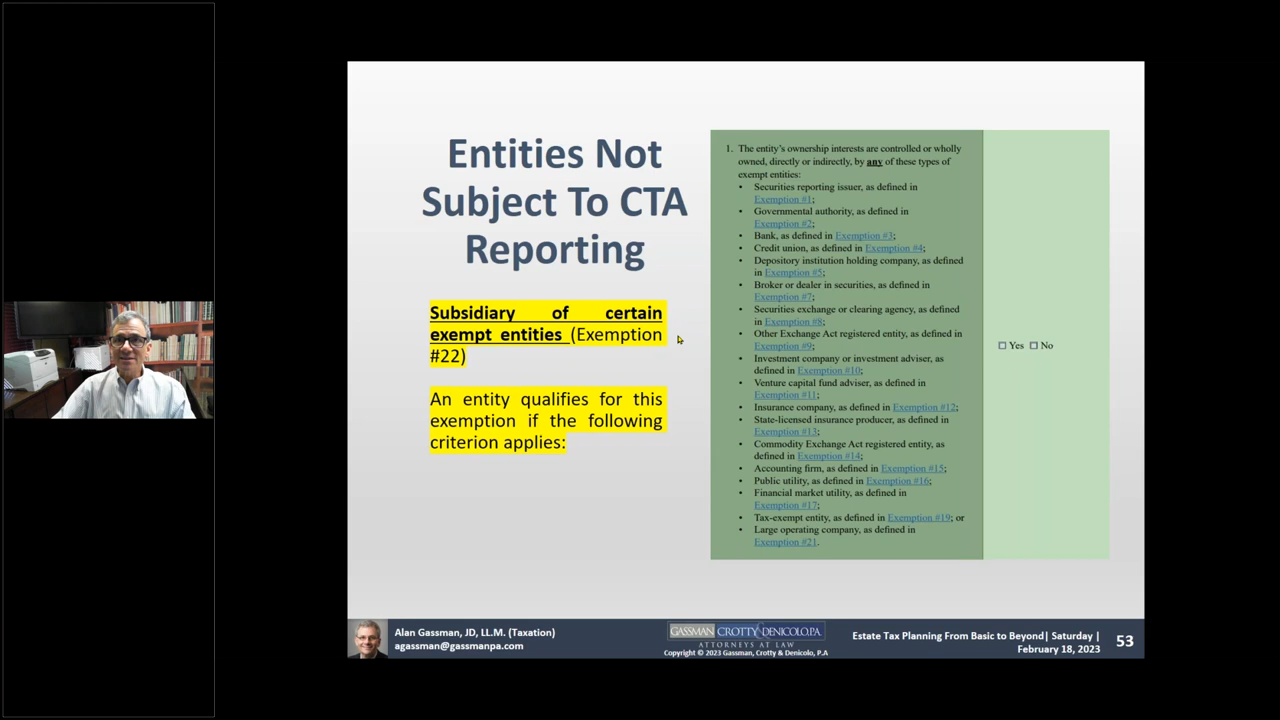 Entities Not
Subject To CTA
Reporting
Subsidiary of certain
exempt entities (Exemption
#22)
An entity qualifies for this
exemption if the following
criterion applies:
1. The entity's ownership interests are controlled or wholly
owned, directly or indirectly, by any of these types of
exempt entities:
• Securities reporting issuer, as defined in
Exemption #1;
• Governmental authority, as defined in
Exemption #2;
• Bank, as defined in Exemption #3;
• Credit union, as defined in Exemption #4;
• Depository institution holding company, as defined
in Exemption #5;
• Broker or dealer in securities, as defined in
Exemption #7;
• Securities exchange or clearing agency, as defined
in Exemption #8;
• Other Exchange Act registered entity, as defined in
Exemption #9;
• Investment company or investment adviser, as
defined in Exemption #10;
• Venture capital fund adviser, as defined in
Exemption #11;
• Insurance company, as defined in Exemption #12;
• State-licensed insurance producer, as defined in
Exemption #13;
• Commodity Exchange Act registered entity, as
defined in Exemption #14;
• Accounting firm, as defined in Exemption #15;
• Public utility, as defined in Exemption #16;
• Financial market utility, as defined in
Exemption #17;
• Tax-exempt entity, as defined in Exemption #19; or
• Large operating company, as defined in
Exemption #21.
☐ Yes ☐ No
Alan Gassman, JD, LL.M. (Taxation)
agassman@gassmanpa.com
GASSMAN CROTTY & DENICOLO, P.A.
ATTORNEYS AT LAW
Copyright © 2023 Gassman, Crotty & Denicolo, P.A
Estate Tax Planning From Basic to Beyond| Saturday |
February 18, 2023
53